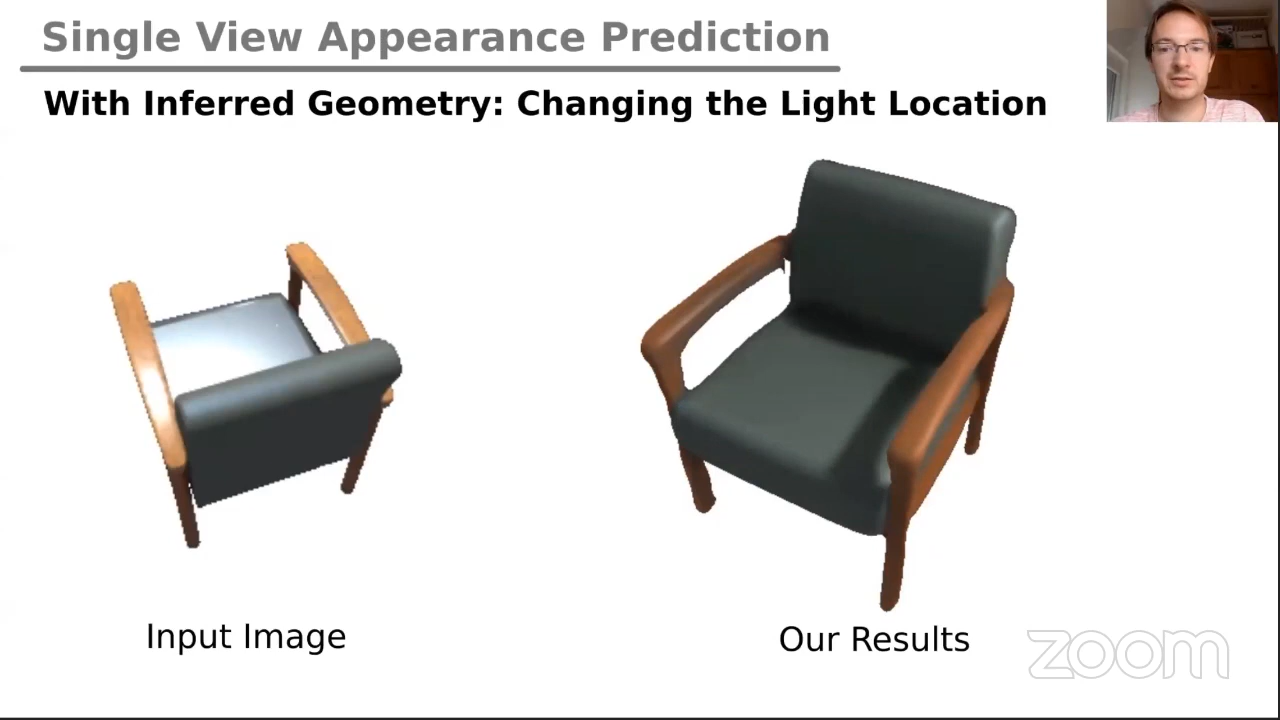 Single View Appearance Prediction
With Inferred Geometry: Changing the Light Location
Input Image
Our Results
zoom